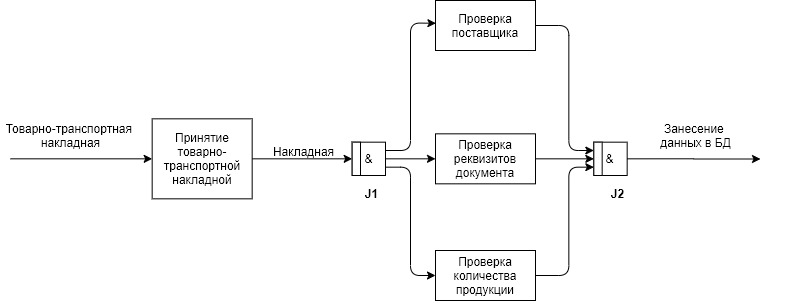 Проверка
поставщика
Товарно-транспортная
накладная
Принятие
товарно-
транспортной
накладной
Накладная
&
J1
Проверка
реквизитов
документа
&
J2
Занесение
данных в БД
Проверка
количества
продукции